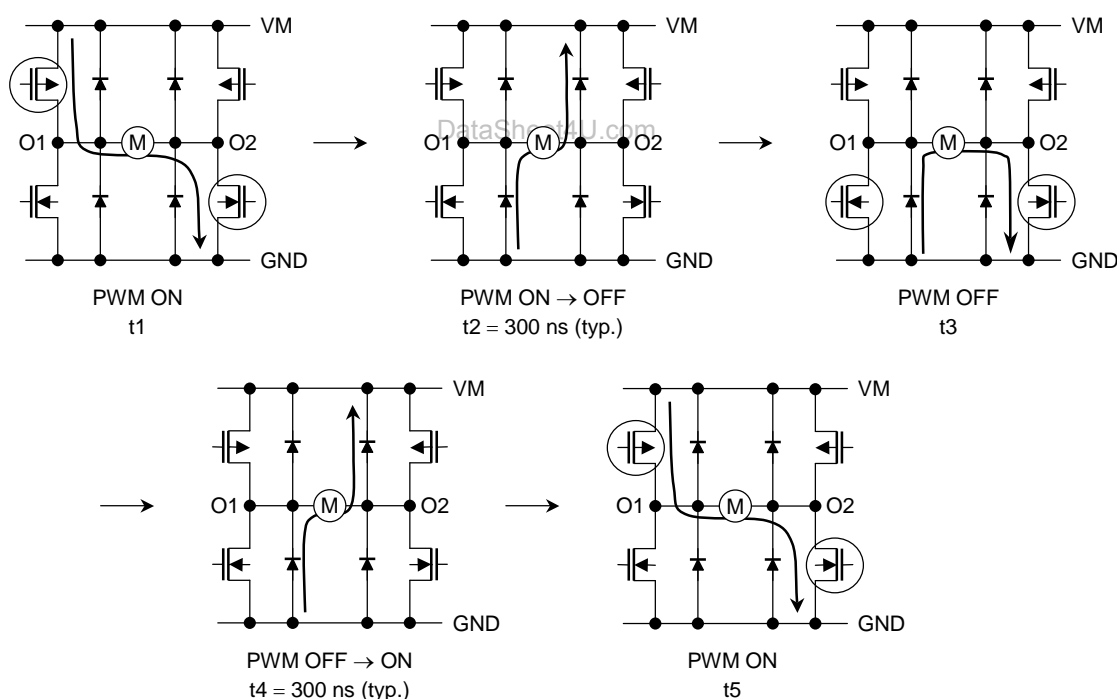 VM VM VM
DataSheet4U.com
O1 M O2 O1 M O2 O1 M O2
GND GND GND
PWM ON PWM ON → OFF PWM OFF
t1 t2 = 300 ns (typ.) t3
VM VM
O1 M O2 O1 M O2
GND GND
PWM OFF → ON PWM ON
t4 = 300 ns (typ.) t5